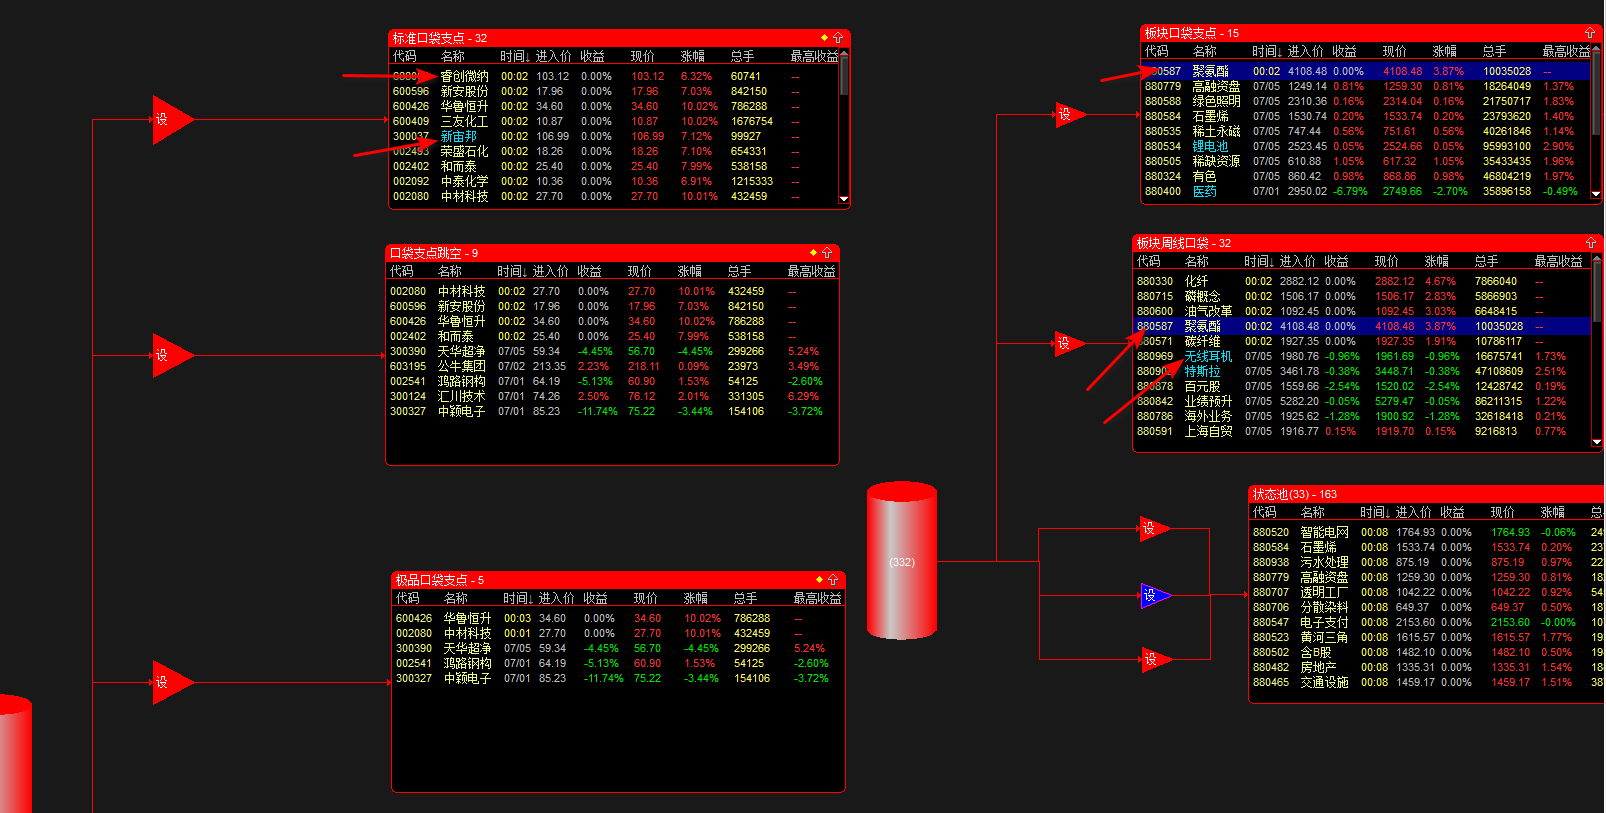 标准口袋支点 - 32
代码 名称 时间↓ 进入价 收益 现价 涨幅 总手 最高收益
睿创微纳 00:02 103.12 0.00% 103.12 6.32% 60741 --
600596 新安股份 00:02 17.96 0.00% 17.96 7.03% 842150 --
600426 华鲁恒升 00:02 34.60 0.00% 34.60 10.02% 786288 --
600409 三友化工 00:02 10.87 0.00% 10.87 10.02% 1676754 --
300037 新宙邦 00:02 106.99 0.00% 106.99 7.12% 99927 --
002493 荣盛石化 00:02 18.26 0.00% 18.26 7.10% 654331 --
002402 和而泰 00:02 25.40 0.00% 25.40 7.99% 538158 --
002092 中泰化学 00:02 10.36 0.00% 10.36 6.91% 1215333 --
002080 中材科技 00:02 27.70 0.00% 27.70 10.01% 432459 --
设
口袋支点跳空 - 9
代码 名称 时间↓ 进入价 收益 现价 涨幅 总手 最高收益
002080 中材科技 00:02 27.70 0.00% 27.70 10.01% 432459 --
600596 新安股份 00:02 17.96 0.00% 17.96 7.03% 842150 --
600426 华鲁恒升 00:02 34.60 0.00% 34.60 10.02% 786288 --
002402 和而泰 00:02 25.40 0.00% 25.40 7.99% 538158 --
300390 天华超净 07/05 59.34 -4.45% 56.70 -4.45% 299266 5.24%
603195 公牛集团 07/02 213.35 2.23% 218.11 0.09% 23973 3.49%
002541 鸿路钢构 07/01 64.19 -5.13% 60.90 1.53% 54125 -2.60%
300124 汇川技术 07/01 74.26 2.50% 76.12 2.01% 331305 6.29%
300327 中颖电子 07/01 85.23 -11.74% 75.22 -3.44% 154106 -3.72%
设
极品口袋支点 - 5
代码 名称 时间↓ 进入价 收益 现价 涨幅 总手 最高收益
600426 华鲁恒升 00:03 34.60 0.00% 34.60 10.02% 786288 --
002080 中材科技 00:01 27.70 0.00% 27.70 10.01% 432459 --
300390 天华超净 07/05 59.34 -4.45% 56.70 -4.45% 299266 5.24%
002541 鸿路钢构 07/01 64.19 -5.13% 60.90 1.53% 54125 -2.60%
300327 中颖电子 07/01 85.23 -11.74% 75.22 -3.44% 154106 -3.72%
设
(332)
板块口袋支点 - 15
代码 名称 时间↓ 进入价 收益 现价 涨幅 总手 最高收益
880587 聚氨酯 00:02 4108.48 0.00% 4108.48 3.87% 10035028 --
880779 高融资盘 07/05 1249.14 0.81% 1259.30 0.81% 18264049 1.37%
880588 绿色照明 07/05 2310.36 0.16% 2314.04 0.16% 21750717 1.83%
880584 石墨烯 07/05 1530.74 0.20% 1533.74 0.20% 23793620 1.40%
880535 稀土永磁 07/05 747.44 0.56% 751.61 0.56% 40261846 1.14%
880534 锂电池 07/05 2523.45 0.05% 2524.66 0.05% 95993100 2.90%
880505 稀缺资源 07/05 610.88 1.05% 617.32 1.05% 35433435 1.96%
880324 有色 07/05 860.42 0.98% 868.86 0.98% 46804219 1.97%
880400 医药 07/01 2950.02 -6.79% 2749.66 -2.70% 35896158 -0.49%
设
板块周线口袋 - 32
代码 名称 时间↓ 进入价 收益 现价 涨幅 总手 最高收益
880330 化纤 00:02 2882.12 0.00% 2882.12 4.67% 7866040 --
880715 磷概念 00:02 1506.17 0.00% 1506.17 2.83% 5866903 --
880600 油气改革 00:02 1092.45 0.00% 1092.45 3.03% 6648415 --
880587 聚氨酯 00:02 4108.48 0.00% 4108.48 3.87% 10035028 --
880571 碳纤维 00:02 1927.35 0.00% 1927.35 1.91% 10786117 --
880969 无线耳机 07/05 1980.76 -0.96% 1961.69 -0.96% 16675741 1.73%
特斯拉 07/05 3461.78 -0.38% 3448.71 -0.38% 47108609 2.51%
880878 百元股 07/05 1559.66 -2.54% 1520.02 -2.54% 12428742 0.19%
880842 业绩预升 07/05 5282.20 -0.05% 5279.47 -0.05% 86211315 1.22%
880786 海外业务 07/05 1925.62 -1.28% 1900.92 -1.28% 32618418 0.21%
880591 上海自贸 07/05 1916.77 0.15% 1919.70 0.15% 9216813 0.77%
设
状态池(33) - 163
代码 名称 时间↓ 进入价 收益 现价 涨幅
880520 智能电网 00:08 1764.93 0.00% 1764.93 -0.06%
880584 石墨烯 00:08 1533.74 0.00% 1533.74 0.20%
880938 污水处理 00:08 875.19 0.00% 875.19 0.97%
880779 高融资盘 00:08 1259.30 0.00% 1259.30 0.81%
880707 透明工厂 00:08 1042.22 0.00% 1042.22 0.92%
880706 分散染料 00:08 649.37 0.00% 649.37 0.50%
880547 电子支付 00:08 2153.60 0.00% 2153.60 -0.00%
880523 黄河三角 00:08 1615.57 0.00% 1615.57 1.77%
880502 含B股 00:08 1482.10 0.00% 1482.10 0.50%
880482 房地产 00:08 1335.31 0.00% 1335.31 1.54%
880465 交通设施 00:08 1459.17 0.00% 1459.17 1.51%
设
设
设